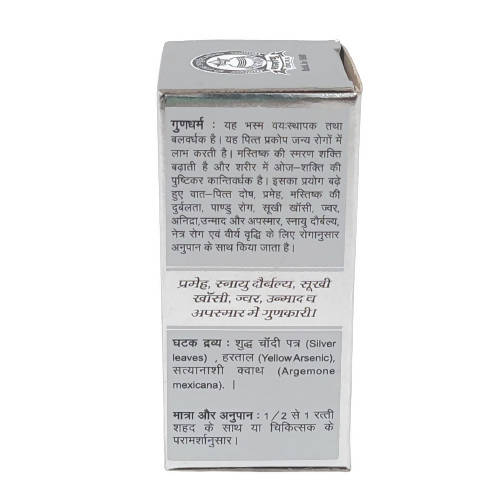 गुणधर्म : यह भस्म वयःस्थापक तथा
बलवर्धक है। यह पित्त प्रकोप जन्य रोगों में
लाभ करती है। मस्तिष्क की स्मरण शक्ति
बढ़ाती है और शरीर में ओज-शक्ति की
पुष्टिकर कान्तिवर्धक है। इसका प्रयोग बढ़े
हुए वात-पित्त दोष, प्रमेह, मस्तिष्क की
दुर्बलता, पाण्डु रोग, सूखी खाँसी, ज्वर,
अनिद्रा,उन्माद और अपस्मार, स्नायु दौर्बल्य,
नेत्र रोग एवं वीर्य वृद्धि के लिए रोगानुसार
अनुपान के साथ किया जाता है।
प्रमेह, स्नायु दौर्बल्य, सूखी
खाँसी, ज्वर, उन्माद व
अपस्मार में गुणकारी।
घटक द्रव्य : शुद्ध चाँदी पत्र (Silver
leaves) , हरताल (Yellow Arsenic),
सत्यानाशी क्वाथ (Argemone
mexicana). |
मात्रा और अनुपान : 1/2 से 1 रत्ती
शहद के साथ या चिकित्सक के
परामर्शानुसार।